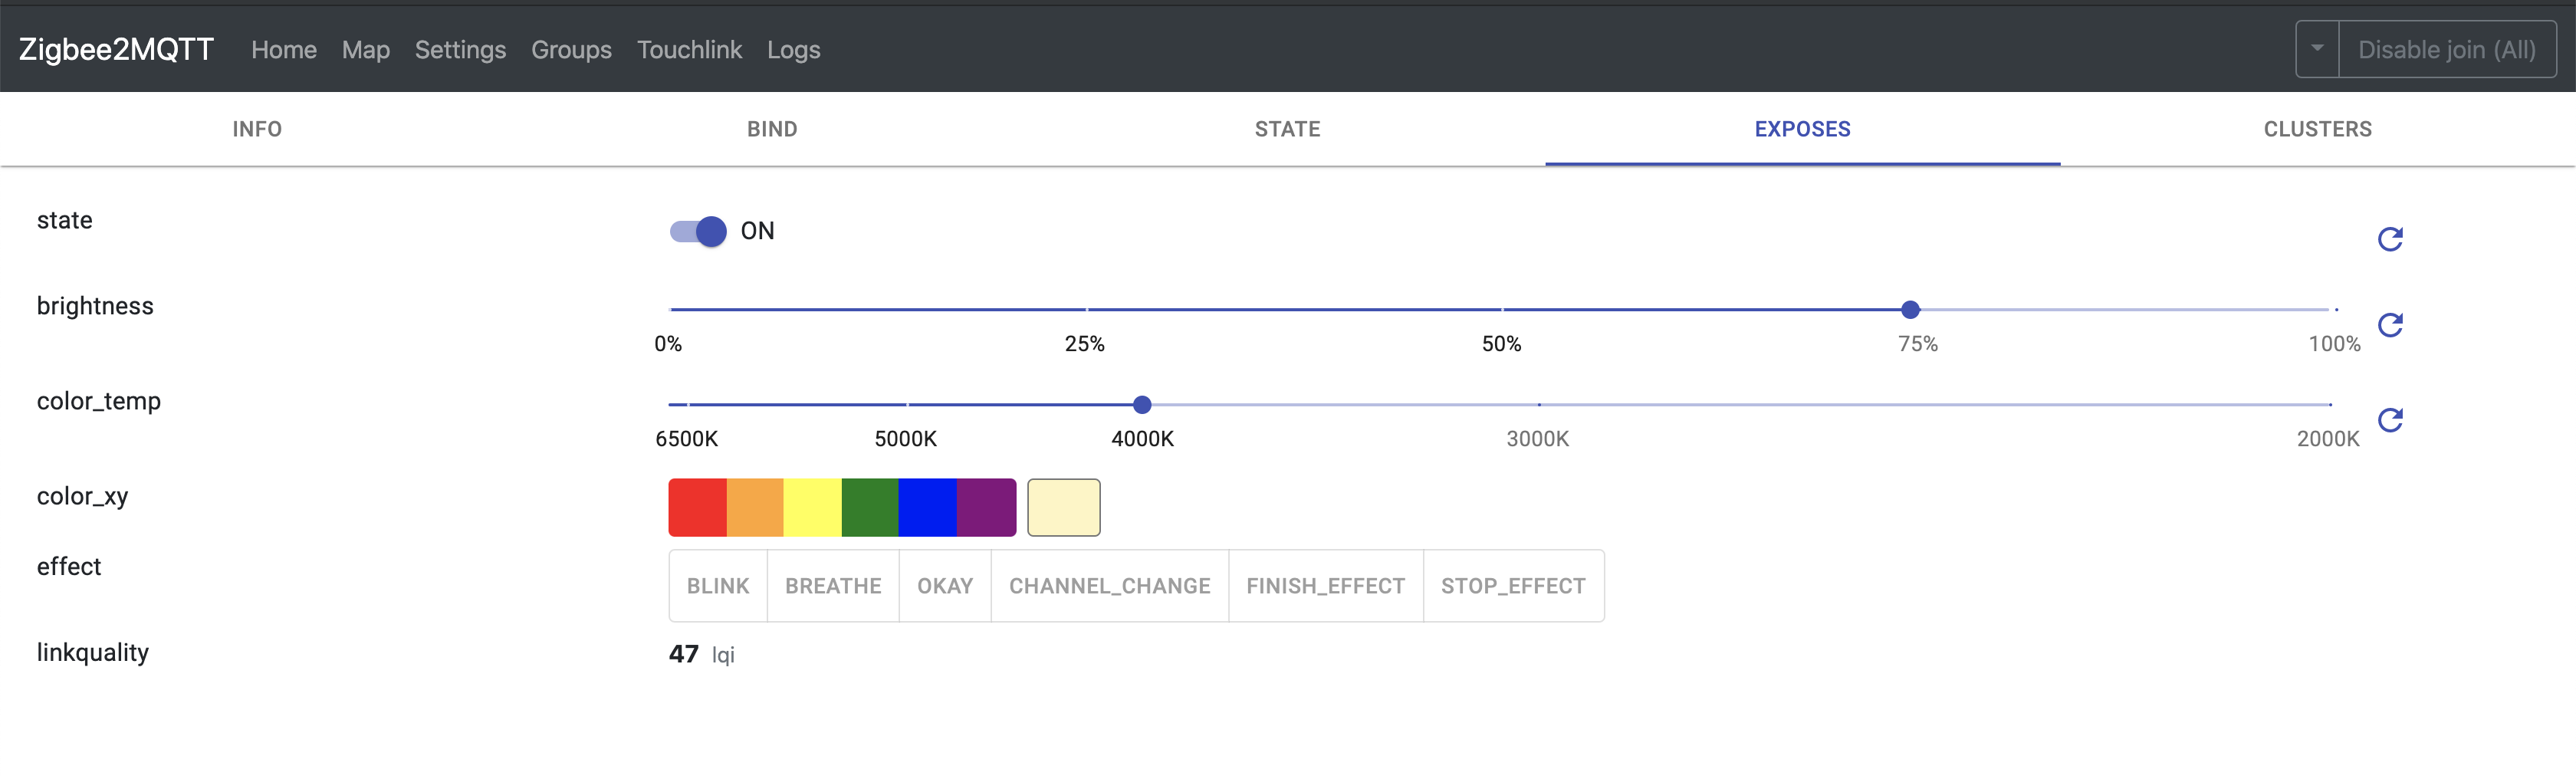 Zigbee2MQTT Home Map Settings Groups Touchlink Logs Disable join (All)
INFO BIND STATE EXPOSES CLUSTERS
state ON
brightness
0% 25% 50% 75% 100%
color_temp
6500K 5000K 4000K 3000K 2000K
color_xy
effect
BLINK BREATHE OKAY CHANNEL_CHANGE FINISH_EFFECT STOP_EFFECT
linkquality 47 lqi